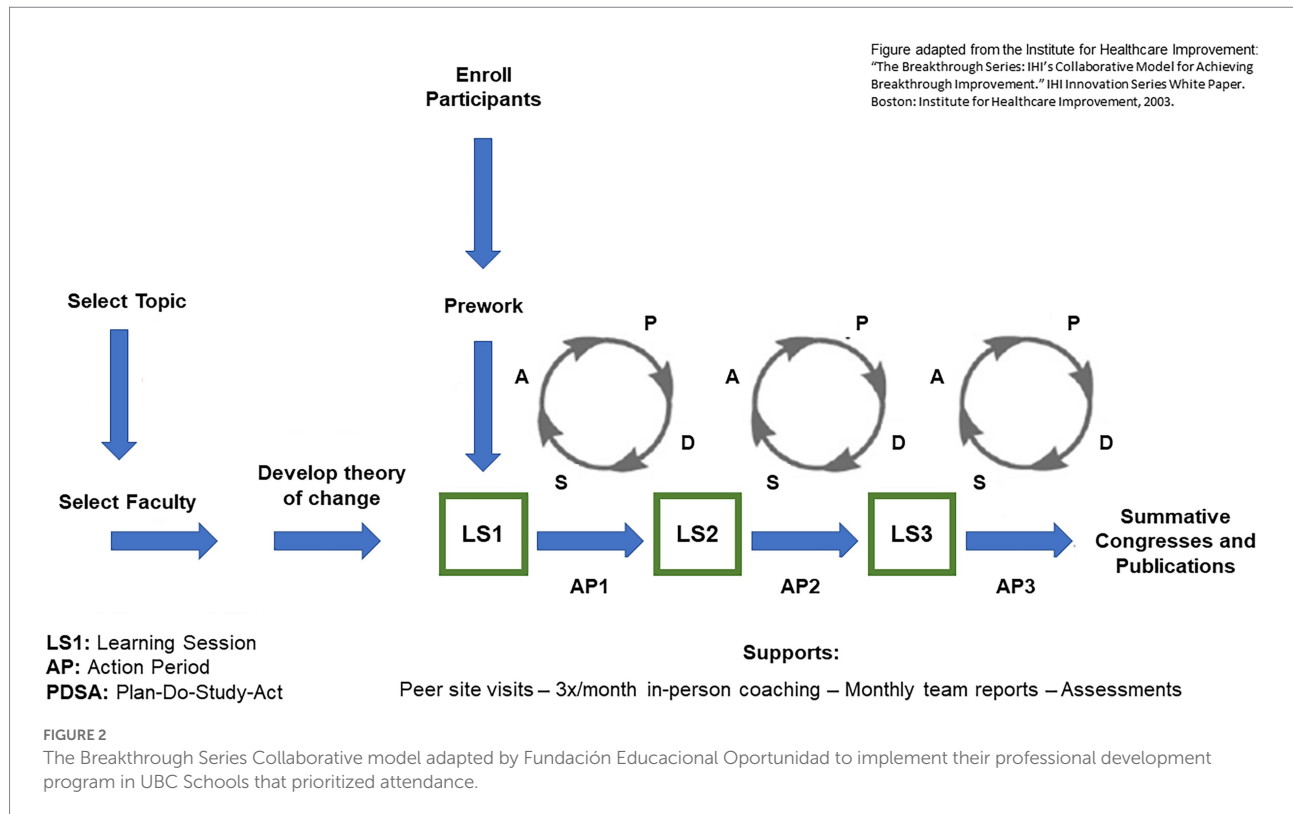 Figure adapted from the Institute for Healthcare Improvement:
“The Breakthrough Series: IHI’s Collaborative Model for Achieving
Breakthrough Improvement.” IHI Innovation Series White Paper.
Boston: Institute for Healthcare Improvement, 2003.
Enroll
Participants
Select Topic
Prework
P
P
P
A
A
A
D
D
D
S
S
S
Select Faculty
Develop theory
of change
LS1
LS2
LS3
AP1
AP2
AP3
Summative
Congresses and
Publications
LS1: Learning Session
AP: Action Period
PDSA: Plan-Do-Study-Act
Supports:
Peer site visits – 3x/month in-person coaching – Monthly team reports – Assessments
FIGURE 2
The Breakthrough Series Collaborative model adapted by Fundación Educacional Oportunidad to implement their professional development
program in UBC Schools that prioritized attendance.